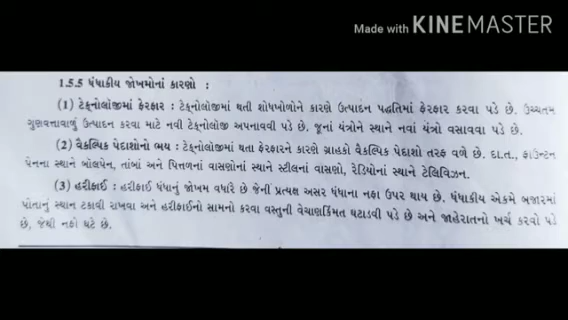 Made with KINEMASTER
1.5.5 ધંધાકીય જોખમોનાં કારણો :
(1) ટેક્નોલૉજીમાં ફેરફાર : ટેક્નોલૉજીમાં થતી શોધખોળોને કારણે ઉત્પાદન પદ્ધતિમાં ફેરફાર કરવા પડે છે. ઉચ્ચતમ
ગુણવત્તાવાળું ઉત્પાદન કરવા માટે નવી ટેક્નોલૉજી અપનાવવી પડે છે. જૂનાં યંત્રોને સ્થાને નવાં યંત્રો વસાવવા પડે છે.
(2) વૈકલ્પિક પેદાશોનો ભય : ટેક્નોલૉજીમાં થતા ફેરફારને કારણે ગ્રાહકો વૈકલ્પિક પેદાશો તરફ વળે છે. દા.ત., ફાઉન્ટન
પેનના સ્થાને બૉલપેન, તાંબાં અને પિત્તળનાં વાસણોનાં સ્થાને સ્ટીલનાં વાસણો, રેડિયોનાં સ્થાને ટેલિવિઝન.
(3) હરીફાઈ : હરીફાઈ ધંધાનું જોખમ વધારે છે જેની પ્રત્યક્ષ અસર ધંધાના નફા ઉપર થાય છે. ધંધાકીય એકમે બજારમાં
પોતાનું સ્થાન ટકાવી રાખવા અને હરીફાઈનો સામનો કરવા વસ્તુની વેચાણકિંમત ઘટાડવી પડે છે અને જાહેરાતનો ખર્ચ કરવો પડે
છે, જેથી નફો ઘટે છે.